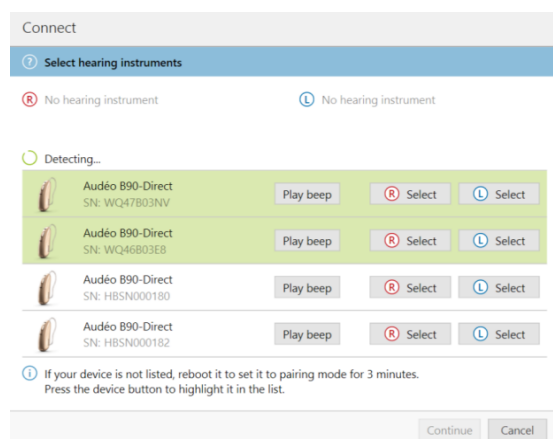 Connect
? Select hearing instruments
R No hearing instrument L No hearing instrument
Detecting...
Audéo B90-Direct
SN: WQ47B03NV Play beep R Select L Select
Audéo B90-Direct
SN: WQ46B03E8 Play beep R Select L Select
Audéo B90-Direct
SN: HBSN000180 Play beep R Select L Select
Audéo B90-Direct
SN: HBSN000182 Play beep R Select L Select
i If your device is not listed, reboot it to set it to pairing mode for 3 minutes.
Press the device button to highlight it in the list.
Continue Cancel